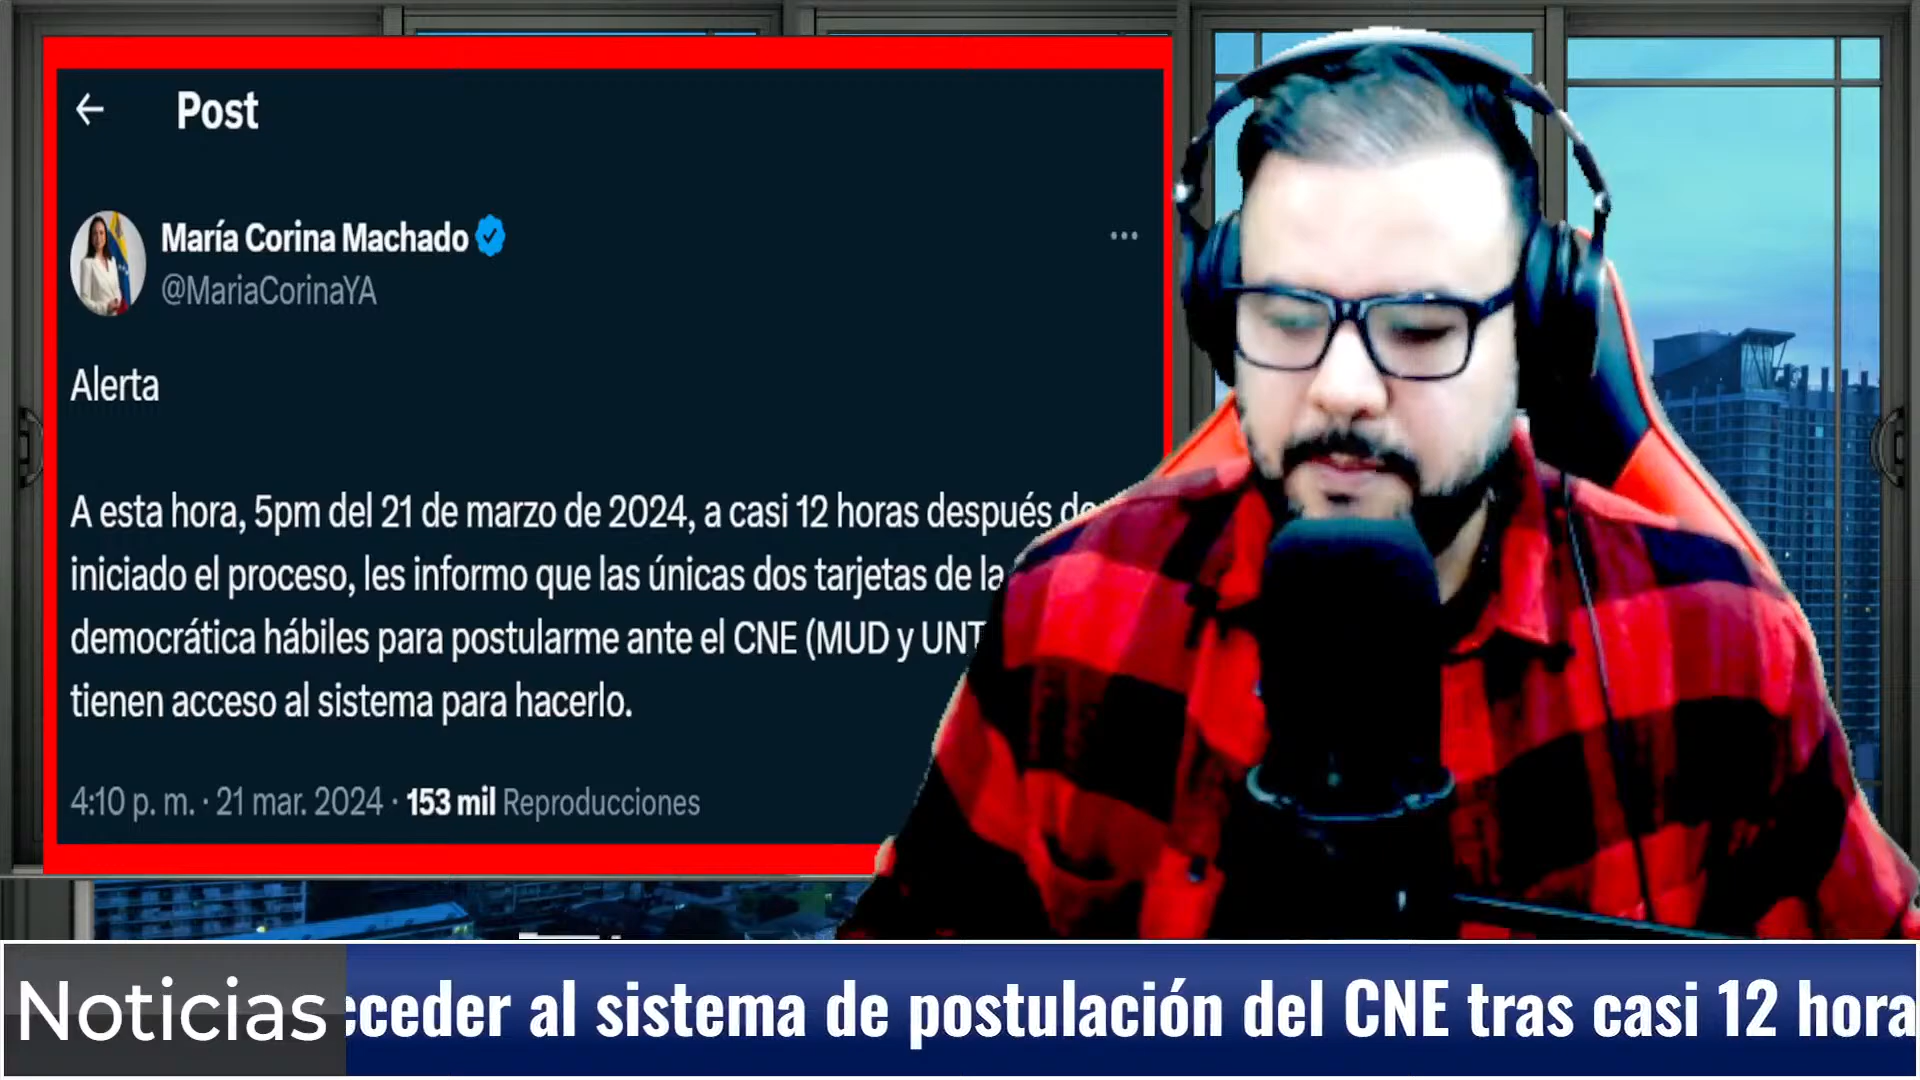 Post
María Corina Machado
@MariaCorinaYA
Alerta
A esta hora, 5pm del 21 de marzo de 2024, a casi 12 horas después de
iniciado el proceso, les informo que las únicas dos tarjetas de la
democrática hábiles para postularme ante el CNE (MUD y UNT
tienen acceso al sistema para hacerlo.
4:10 p. m. · 21 mar. 2024 · 153 mil Reproducciones
Noticias
cceder al sistema de postulación del CNE tras casi 12 hora